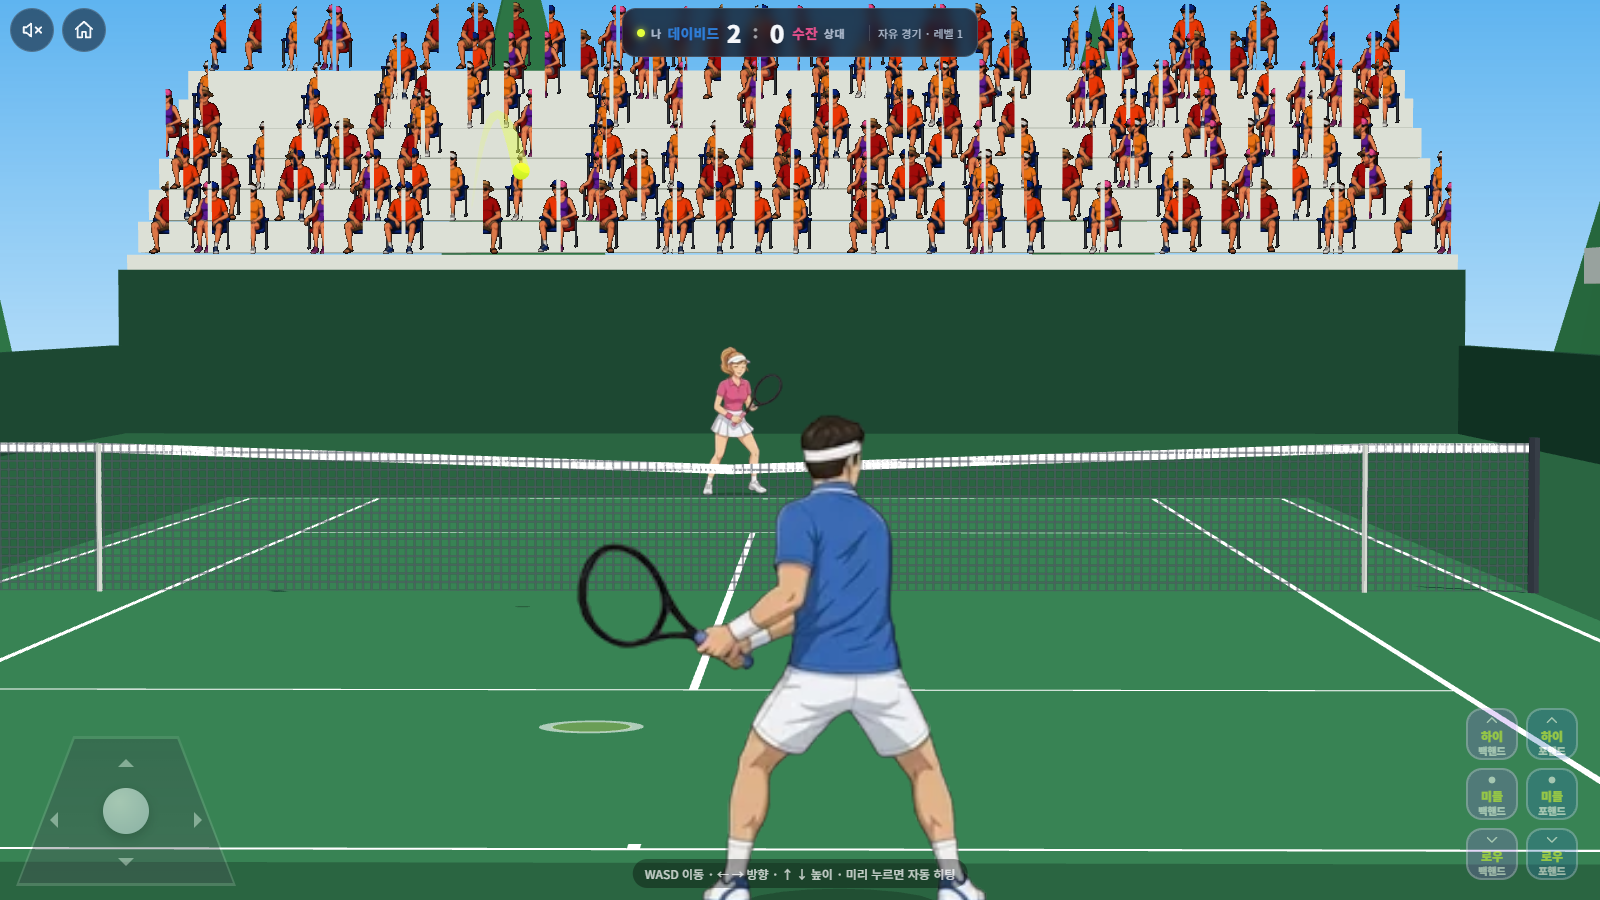 나 데이비드 2 : 0 수잔 상대 자유 경기 · 레벨 1
하이 백핸드
하이 포핸드
미들 백핸드
미들 포핸드
로우 백핸드
로우 포핸드
WASD 이동 · ←→ 방향 · ↑ ↓ 높이 · 미리 누르면 자동 히팅